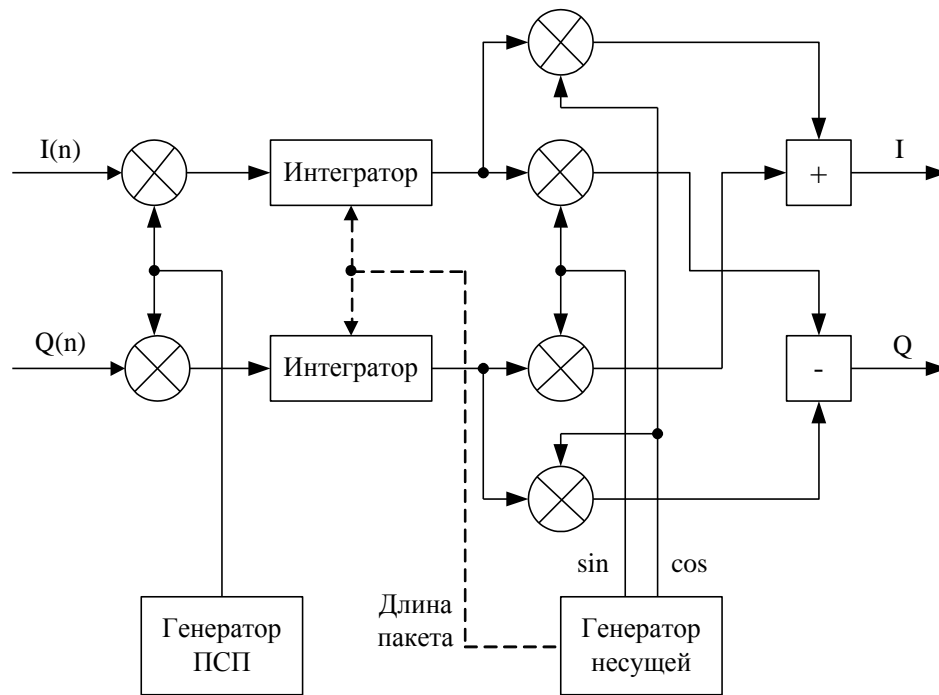 I(n)
Интегратор
+
I
Q(n)
Интегратор
-
Q
sin
cos
Длина
пакета
Генератор
ПСП
Генератор
несущей